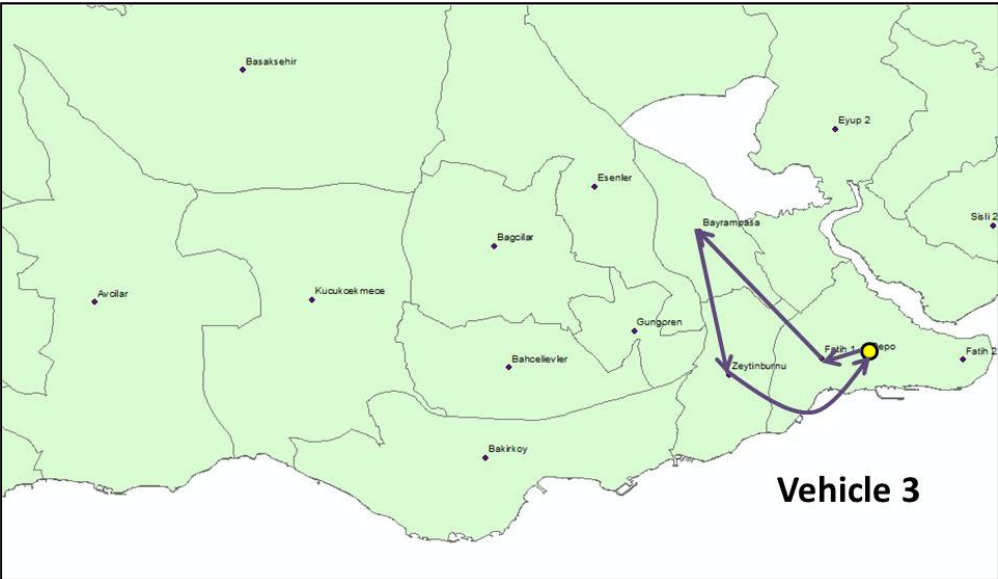 Basaksehir
Eyup 2
Esenler
Sisli 2
Bayrampasa
Bagcilar
Avcilar
Kucukcekmece
Gungoren
Fatih 1
Depo
Fatih 2
Bahcelievler
Zeytinburnu
Bakirkoy
Vehicle 3